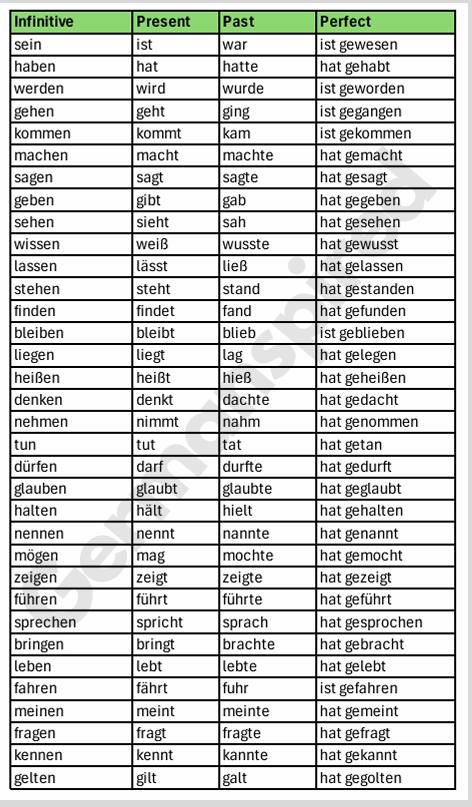 Infinitive Present Past Perfect
sein ist war ist gewesen
haben hat hatte hat gehabt
werden wird wurde ist geworden
gehen geht ging ist gegangen
kommen kommt kam ist gekommen
machen macht machte hat gemacht
sagen sagt sagte hat gesagt
geben gibt gab hat gegeben
sehen sieht sah hat gesehen
wissen weiß wusste hat gewusst
lassen lässt ließ hat gelassen
stehen steht stand hat gestanden
finden findet fand hat gefunden
bleiben bleibt blieb ist geblieben
liegen liegt lag hat gelegen
heißen heißt hieß hat geheißen
denken denkt dachte hat gedacht
nehmen nimmt nahm hat genommen
tun tut tat hat getan
dürfen darf durfte hat gedurft
glauben glaubt glaubte hat geglaubt
halten hält hielt hat gehalten
nennen nennt nannte hat genannt
mögen mag mochte hat gemocht
zeigen zeigt zeigte hat gezeigt
führen führt führte hat geführt
sprechen spricht sprach hat gesprochen
bringen bringt brachte hat gebracht
leben lebt lebte hat gelebt
fahren fährt fuhr ist gefahren
meinen meint meinte hat gemeint
fragen fragt fragte hat gefragt
kennen kennt kannte hat gekannt
gelten gilt galt hat gegolten
Germanspired